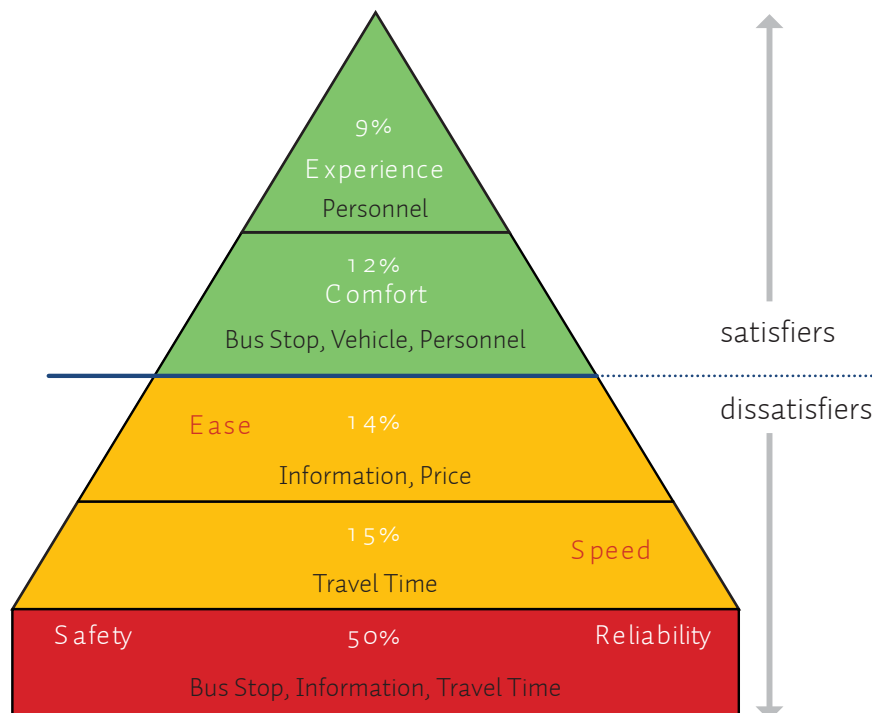 9%
Experience
Personnel
12%
Comfort
Bus Stop, Vehicle, Personnel
satisfiers
dissatisfiers
Ease 14%
Information, Price
15%
Speed
Travel Time
Safety 50% Reliability
Bus Stop, Information, Travel Time